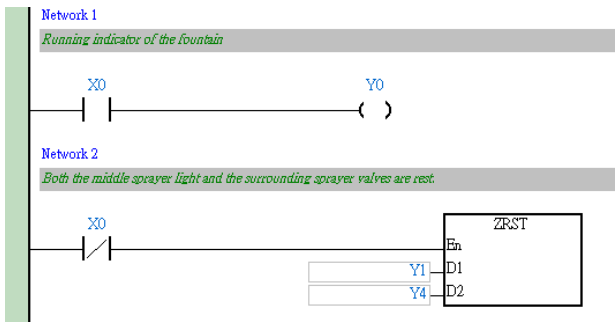 Network 1
Running indicator of the fountain
X0 Y0
Network 2
Both the middle sprayer light and the surrounding sprayer valves are rest.
X0 ZRST
En
Y1 D1
Y4 D2